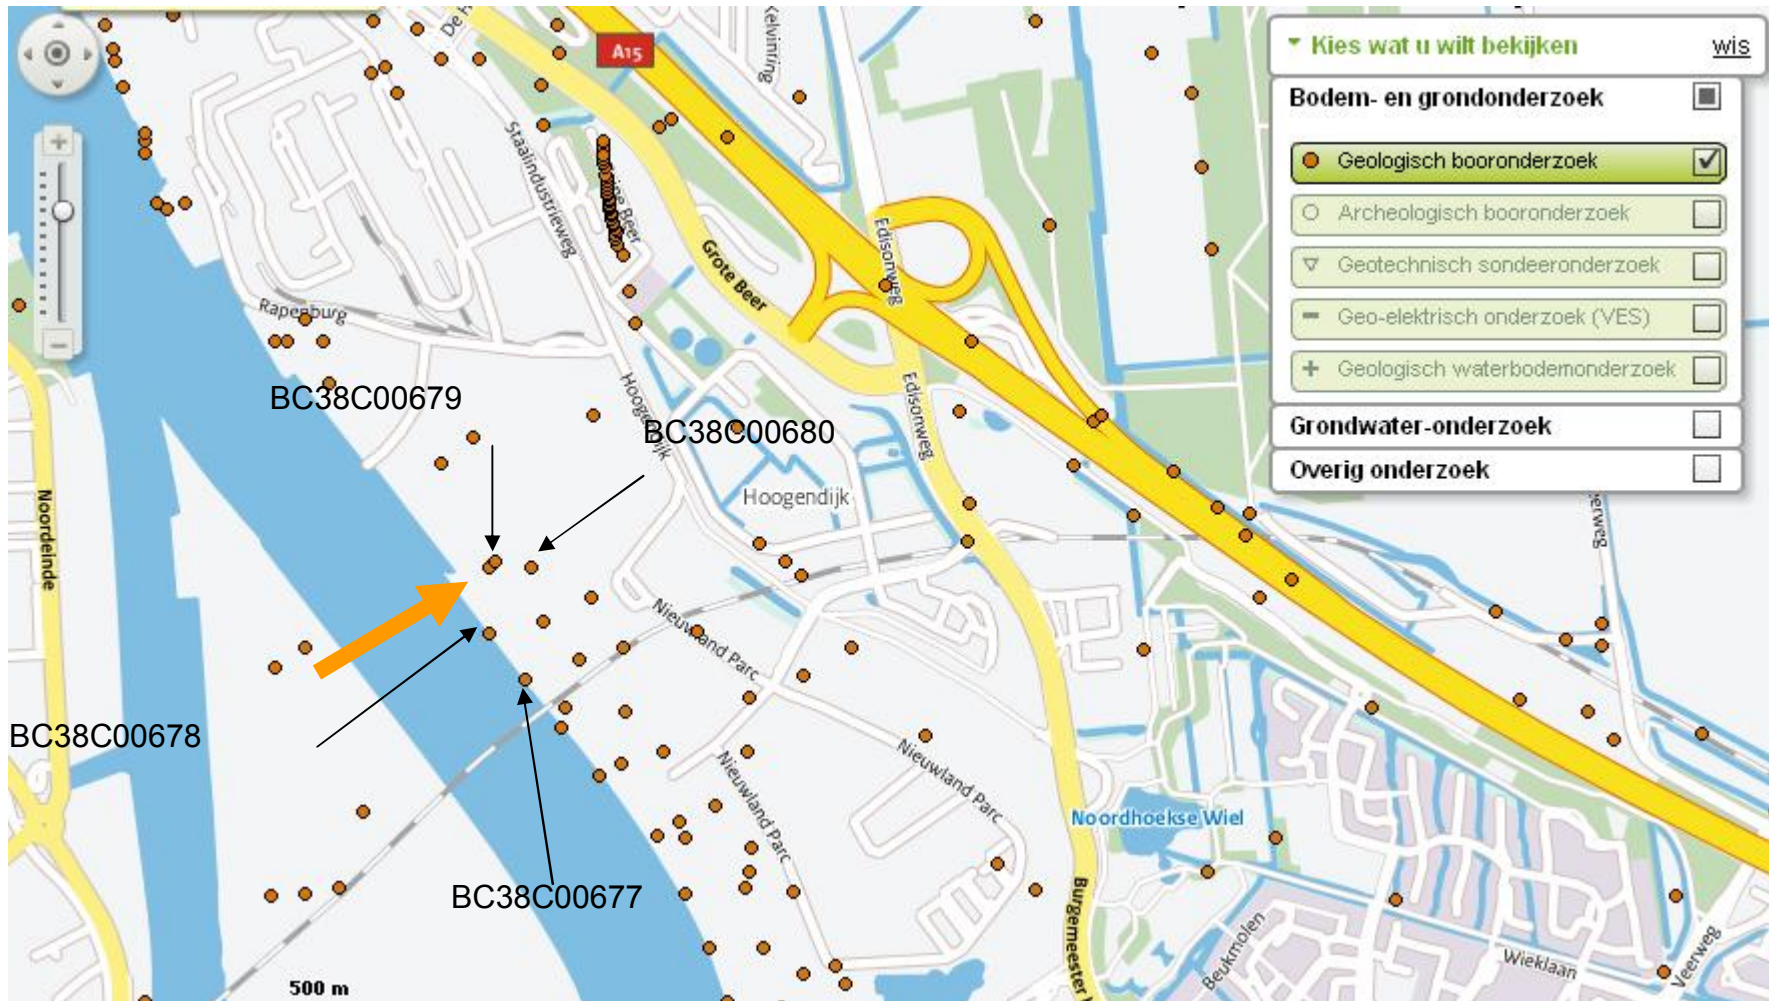 A15
Kelvinring
Kies wat u wilt bekijken
wis
Bodem- en grondonderzoek
Geologisch booronderzoek
Archeologisch booronderzoek
Geotechnisch sondeeronderzoek
Geo-elektrisch onderzoek (VES)
Geologisch waterbodemonderzoek
Grondwater-onderzoek
Overig onderzoek
Staalindustrieweg
Grote Beer
Edisonweg
Rapenburg
BC38C00679
Hoogendijk
BC38C00680
Edisonweg
Hoogendijk
Noordeinde
Nieuwland Parc
BC38C00678
Nieuwland Parc
Nieuwland Parc
Noordhoekse Wiel
BC38C00677
Burgemeester
Beukmolen
Wieklaan
Veerweg
500 m